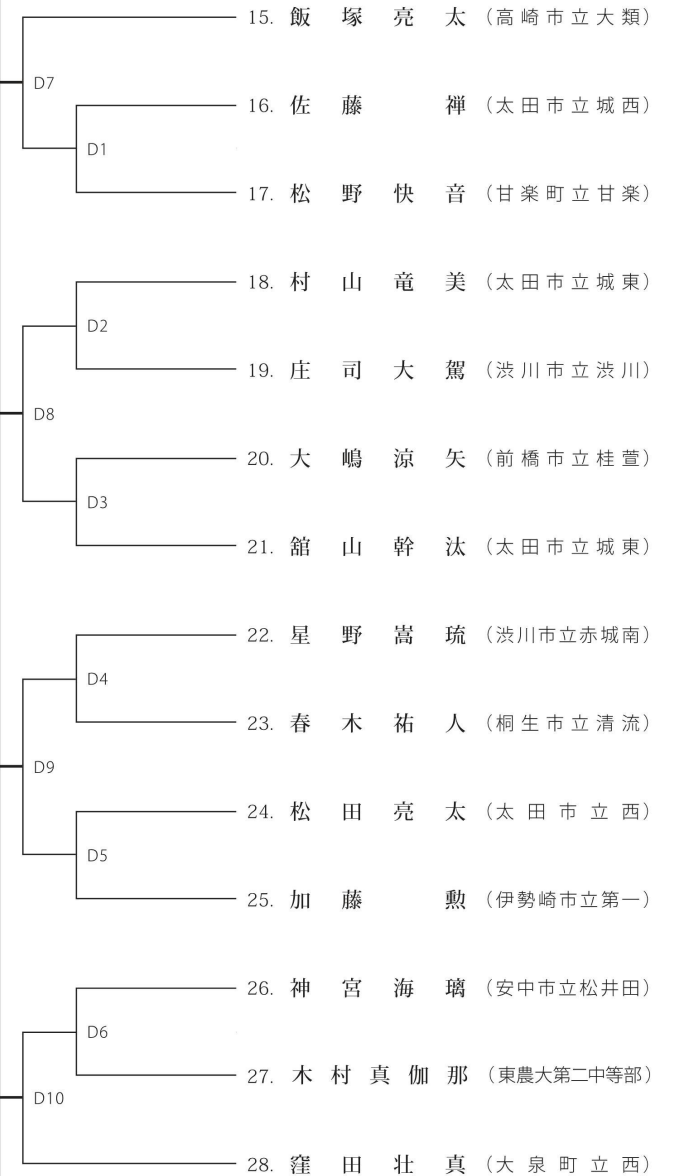 15. 飯塚亮太 (高崎市立大類)
D7
16. 佐藤 禅 (太田市立城西)
D1
17. 松野快音 (甘楽町立甘楽)
18. 村山竜美 (太田市立城東)
D2
19. 庄司大駕 (渋川市立渋川)
D8
20. 大嶋涼矢 (前橋市立桂萱)
D3
21. 舘山幹汰 (太田市立城東)
22. 星野嵩琉 (渋川市立赤城南)
D4
23. 春木祐人 (桐生市立清流)
D9
24. 松田亮太 (太田市立西)
D5
25. 加藤 勲 (伊勢崎市立第一)
26. 神宮海璃 (安中市立松井田)
D6
27. 木村真伽那 (東農大第二中等部)
D10
28. 窪田壮真 (大泉町立西)